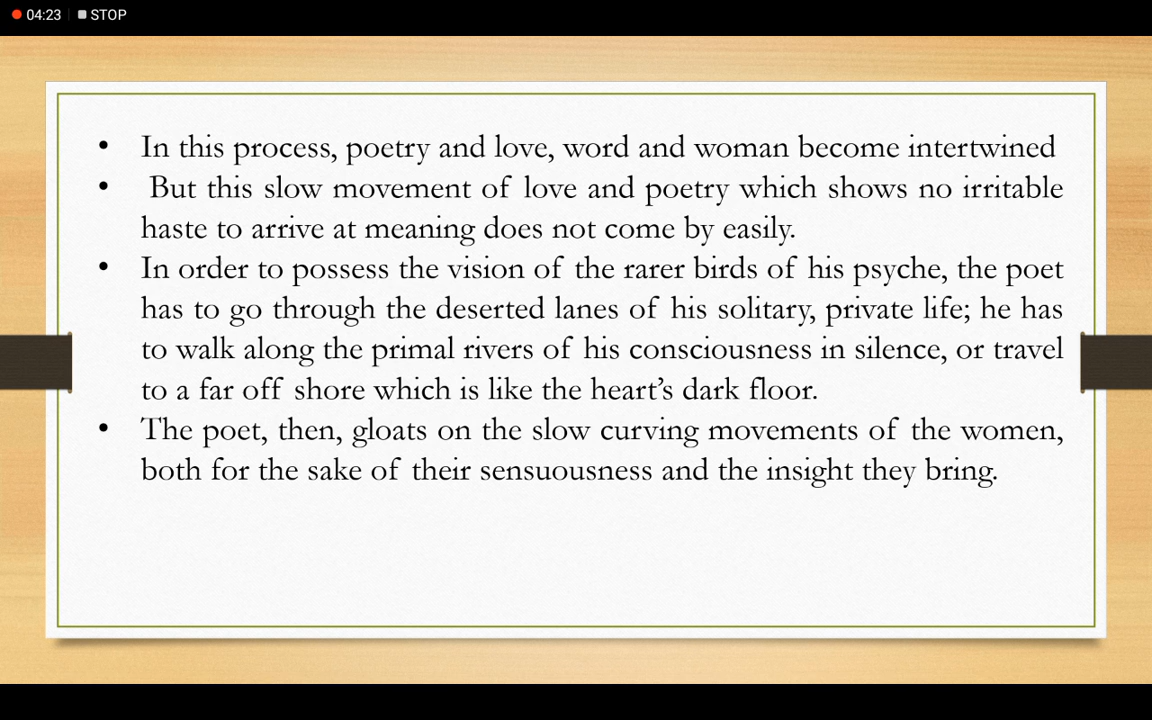 04:23 STOP
• In this process, poetry and love, word and woman become intertwined
• But this slow movement of love and poetry which shows no irritable
haste to arrive at meaning does not come by easily.
• In order to possess the vision of the rarer birds of his psyche, the poet
has to go through the deserted lanes of his solitary, private life; he has
to walk along the primal rivers of his consciousness in silence, or travel
to a far off shore which is like the heart’s dark floor.
• The poet, then, gloats on the slow curving movements of the women,
both for the sake of their sensuousness and the insight they bring.